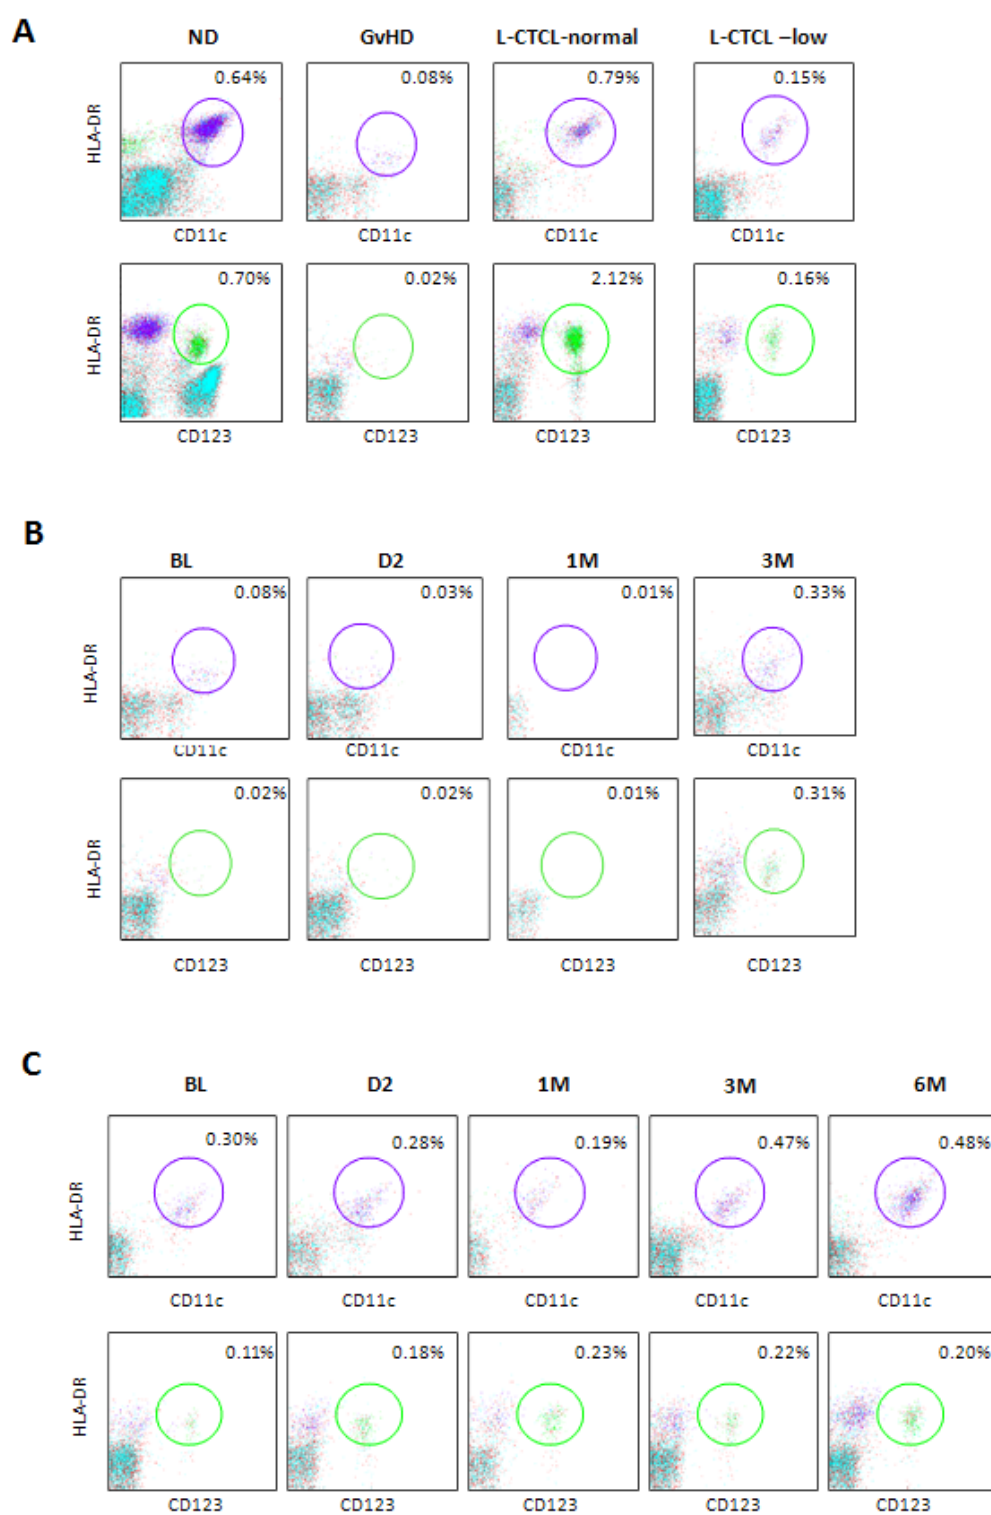 A
ND GvHD L-CTCL-normal L-CTCL –low
HLA-DR 0.64% 0.08% 0.79% 0.15%
CD11c CD11c CD11c CD11c
HLA-DR 0.70% 0.02% 2.12% 0.16%
CD123 CD123 CD123 CD123
B
BL D2 1M 3M
HLA-DR 0.08% 0.03% 0.01% 0.33%
CD11c CD11c CD11c CD11c
HLA-DR 0.02% 0.02% 0.01% 0.31%
CD123 CD123 CD123 CD123
C
BL D2 1M 3M 6M
HLA-DR 0.30% 0.28% 0.19% 0.47% 0.48%
CD11c CD11c CD11c CD11c CD11c
HLA-DR 0.11% 0.18% 0.23% 0.22% 0.20%
CD123 CD123 CD123 CD123 CD123